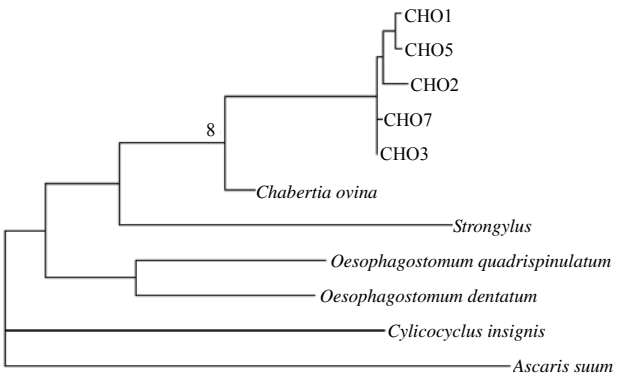 CHO1
CHO5
CHO2
CHO7
8
CHO3
Chabertia ovina
Strongylus
Oesophagostomum quadrispinulatum
Oesophagostomum dentatum
Cylicocyclus insignis
Ascaris suum